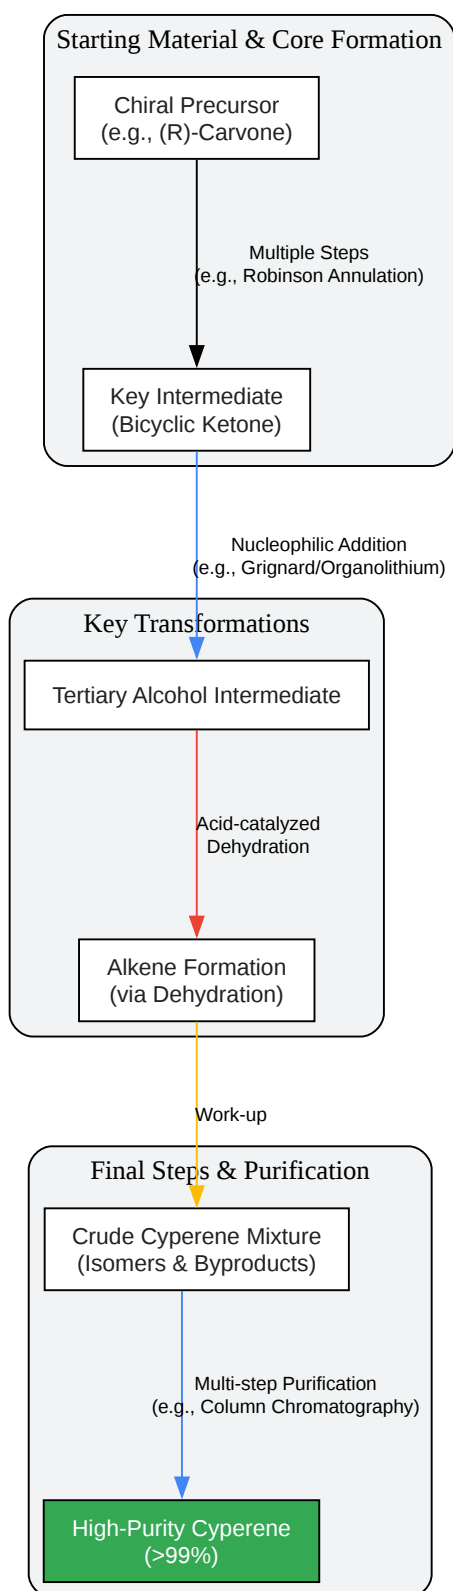 Starting Material & Core Formation
Chiral Precursor
(e.g., (R)-Carvone)
Multiple Steps
(e.g., Robinson Annulation)
Key Intermediate
(Bicyclic Ketone)
Nucleophilic Addition
(e.g., Grignard/Organolithium)
Key Transformations
Tertiary Alcohol Intermediate
Acid-catalyzed
Dehydration
Alkene Formation
(via Dehydration)
Work-up
Final Steps & Purification
Crude Cyperene Mixture
(Isomers & Byproducts)
Multi-step Purification
(e.g., Column Chromatography)
High-Purity Cyperene
(>99%)